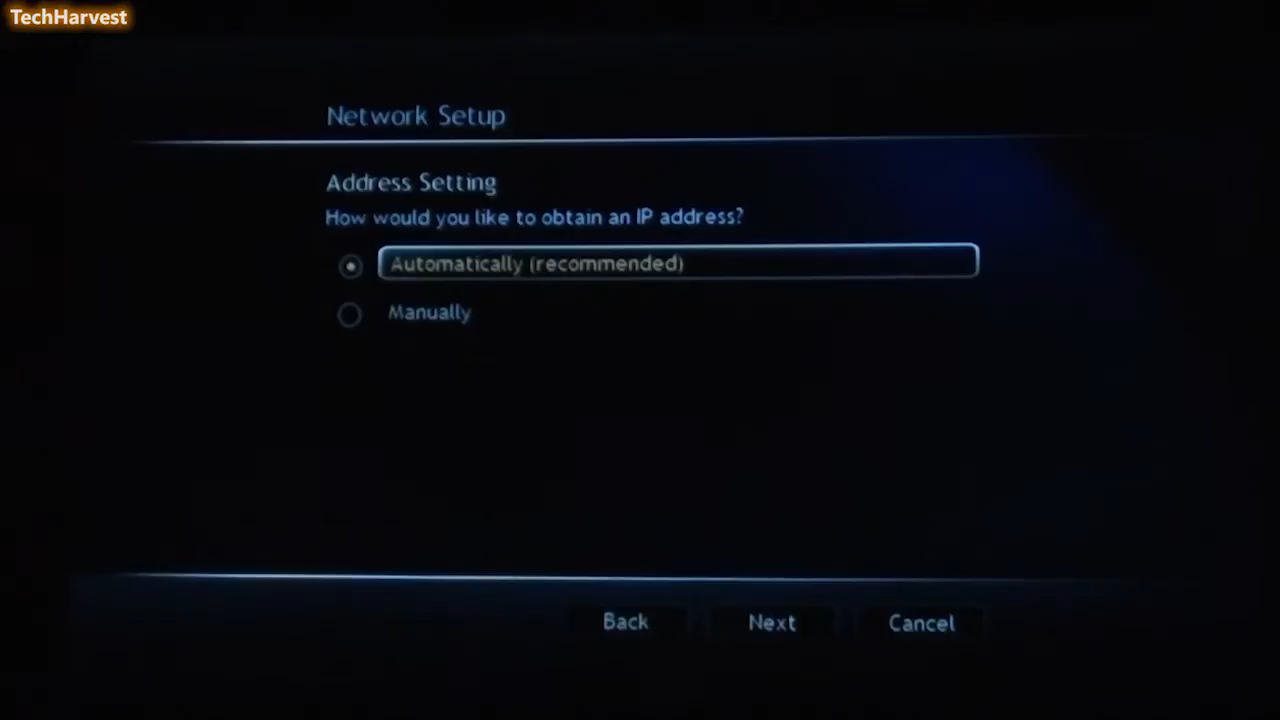 TechHarvest
Network Setup
Address Setting
How would you like to obtain an IP address?
Automatically (recommended)
Manually
Back Next Cancel